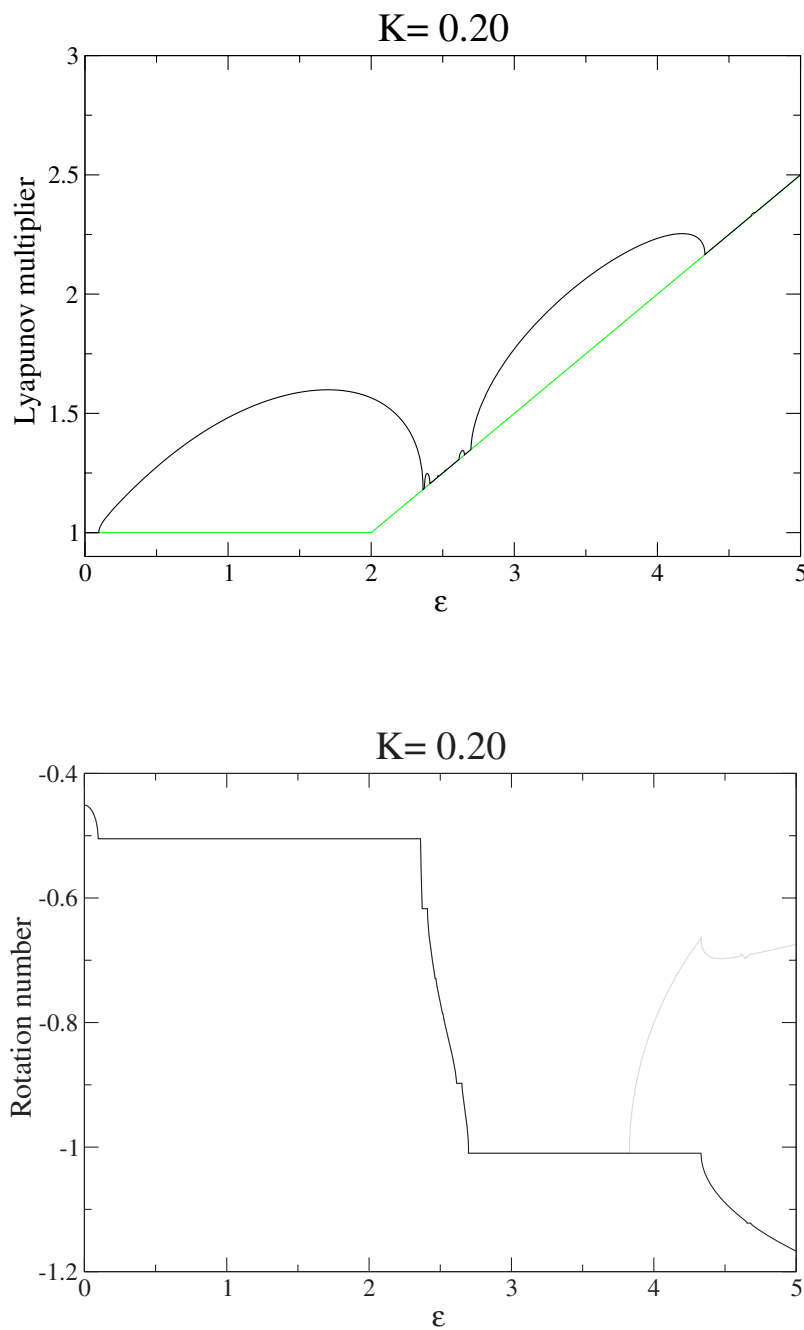 K= 0.20
3
2.5
2
1.5
1
Lyapunov multiplier
0 1 2 3 4 5
ε
K= 0.20
-0.4
-0.6
-0.8
-1
-1.2
Rotation number
0 1 2 3 4 5
ε